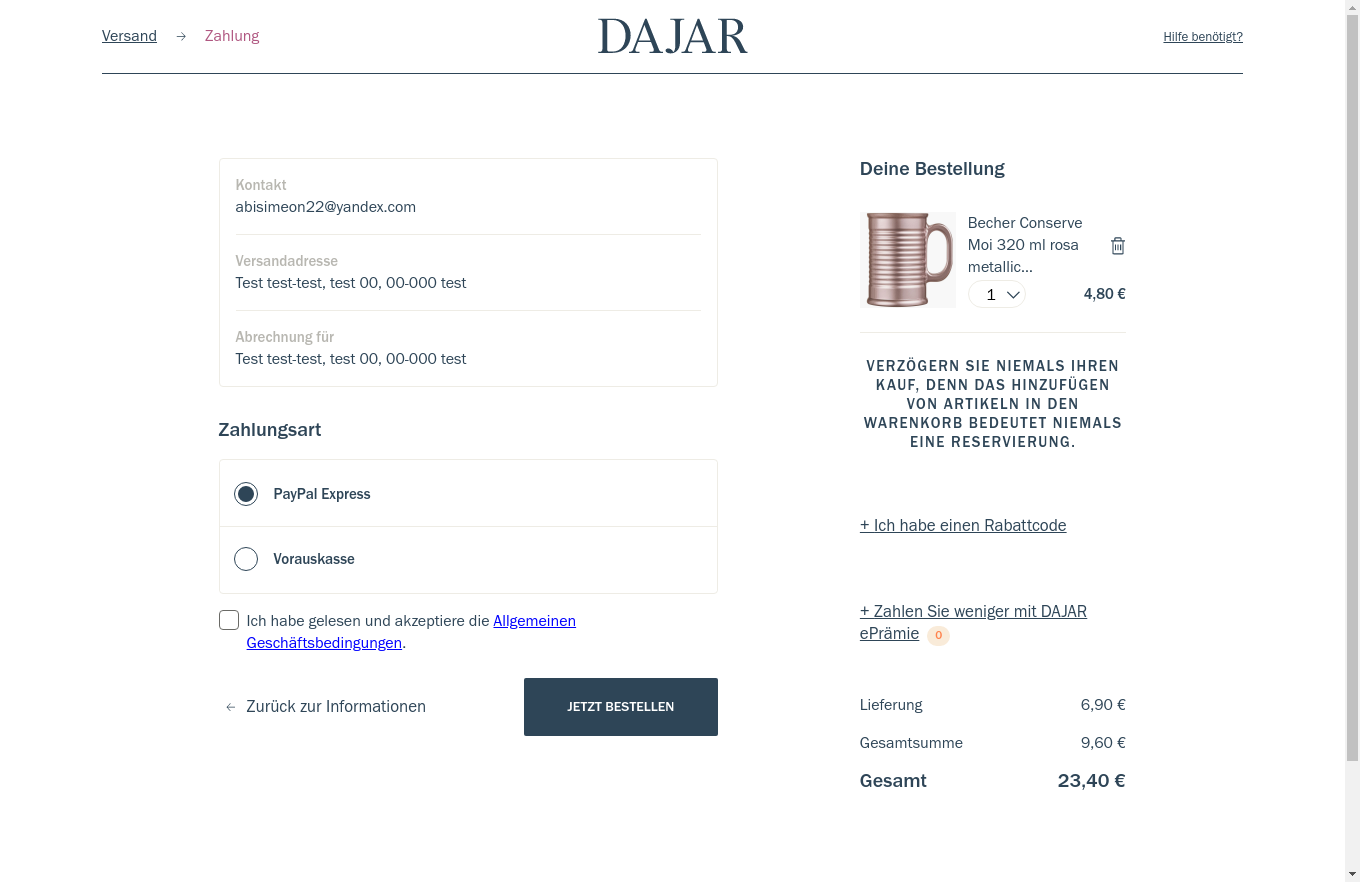 Versand
Zahlung
DAJAR
Hilfe benötigt?
Kontakt
abisimeon22@yandex.com
Versandadresse
Test test-test, test 00, 00-000 test
Abrechnung für
Test test-test, test 00, 00-000 test
Zahlungsart
PayPal Express
Vorauskasse
Ich habe gelesen und akzeptiere die Allgemeinen
Geschäftsbedingungen.
Zurück zur Informationen
JETZT BESTELLEN
Deine Bestellung
Becher Conserve
Moi 320 ml rosa
metallic...
1
4,80 €
VERZÖGERN SIE NIEMALS IHREN
KAUF, DENN DAS HINZUFÜGEN
VON ARTIKELN IN DEN
WARENKORB BEDEUTET NIEMALS
EINE RESERVIERUNG.
+ Ich habe einen Rabattcode
+ Zahlen Sie weniger mit DAJAR
ePrämie 0
Lieferung 6,90 €
Gesamtsumme 9,60 €
Gesamt 23,40 €